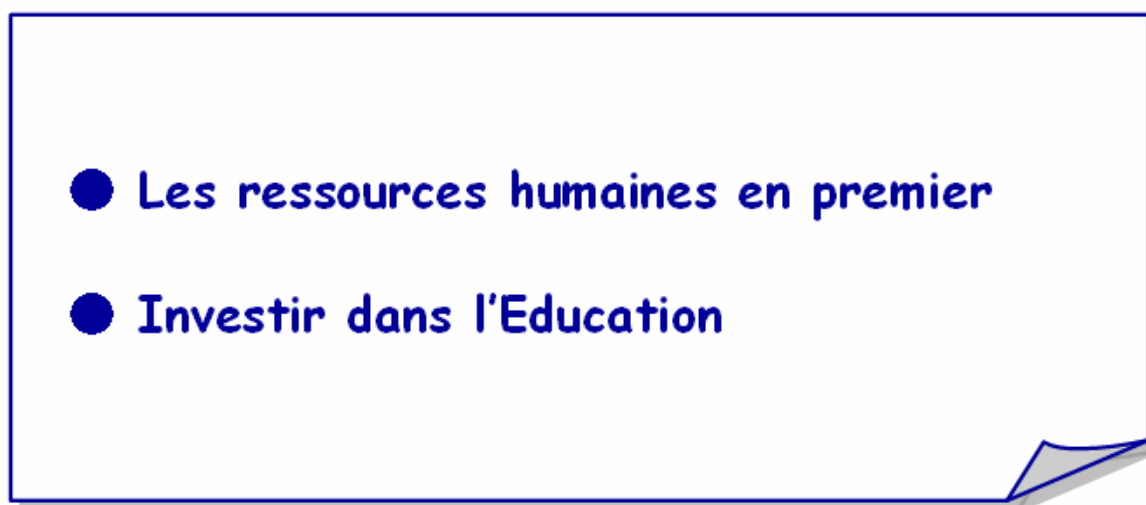 ● Les ressources humaines en premier
● Investir dans l'Education